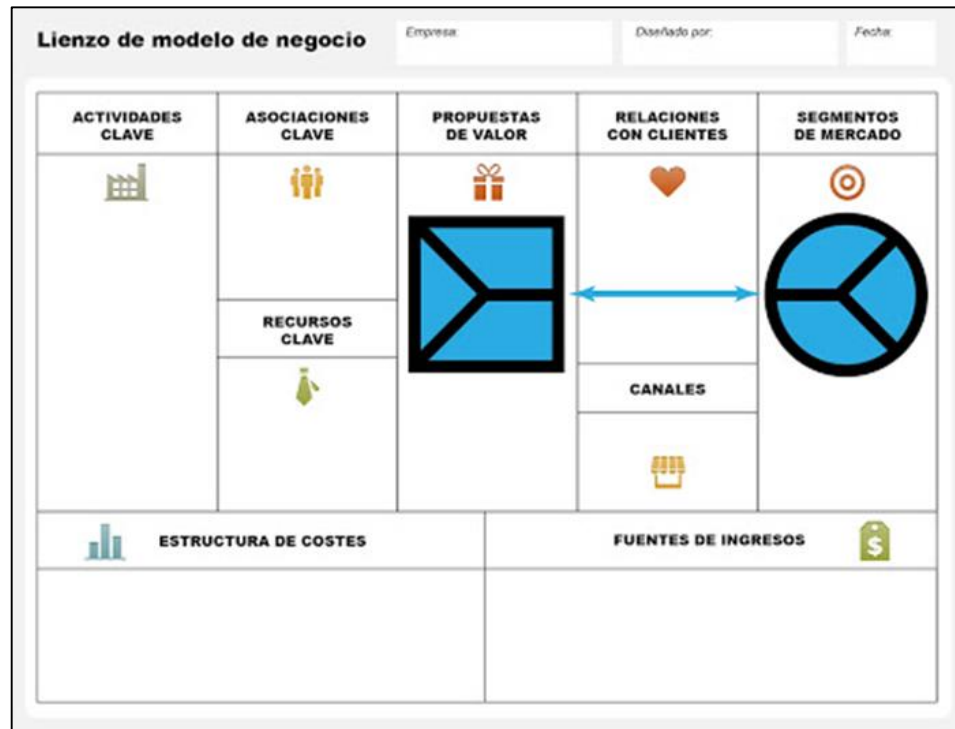 Lienzo de modelo de negocio
Empresa:
Diseñado por:
Fecha:
ACTIVIDADES
CLAVE
ASOCIACIONES
CLAVE
PROPUESTAS
DE VALOR
RELACIONES
CON CLIENTES
SEGMENTOS
DE MERCADO
RECURSOS
CLAVE
CANALES
ESTRUCTURA DE COSTES
FUENTES DE INGRESOS
$